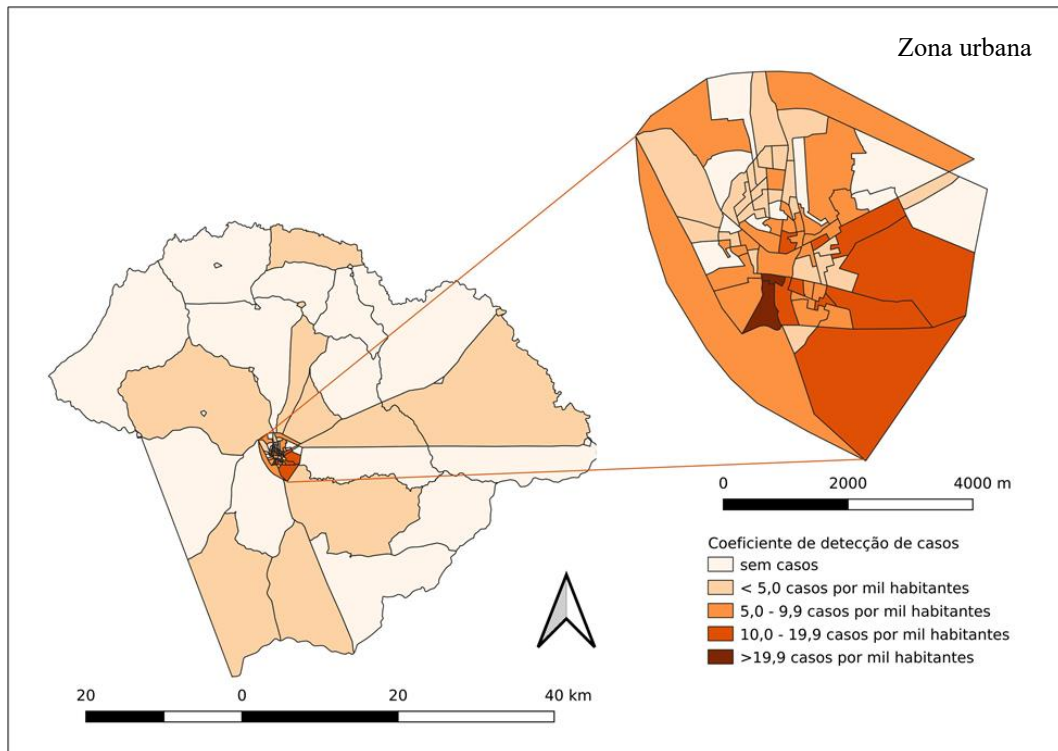 Zona urbana
0 2000 4000 m
Coeficiente de detecção de casos
sem casos
< 5,0 casos por mil habitantes
5,0 - 9,9 casos por mil habitantes
10,0 - 19,9 casos por mil habitantes
>19,9 casos por mil habitantes
20 0 20 40 km